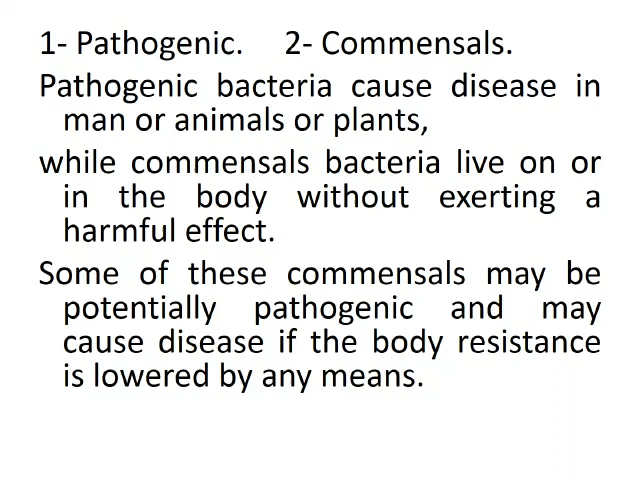 1- Pathogenic. 2- Commensals.
Pathogenic bacteria cause disease in
man or animals or plants,
while commensals bacteria live on or
in the body without exerting a
harmful effect.
Some of these commensals may be
potentially pathogenic and may
cause disease if the body resistance
is lowered by any means.